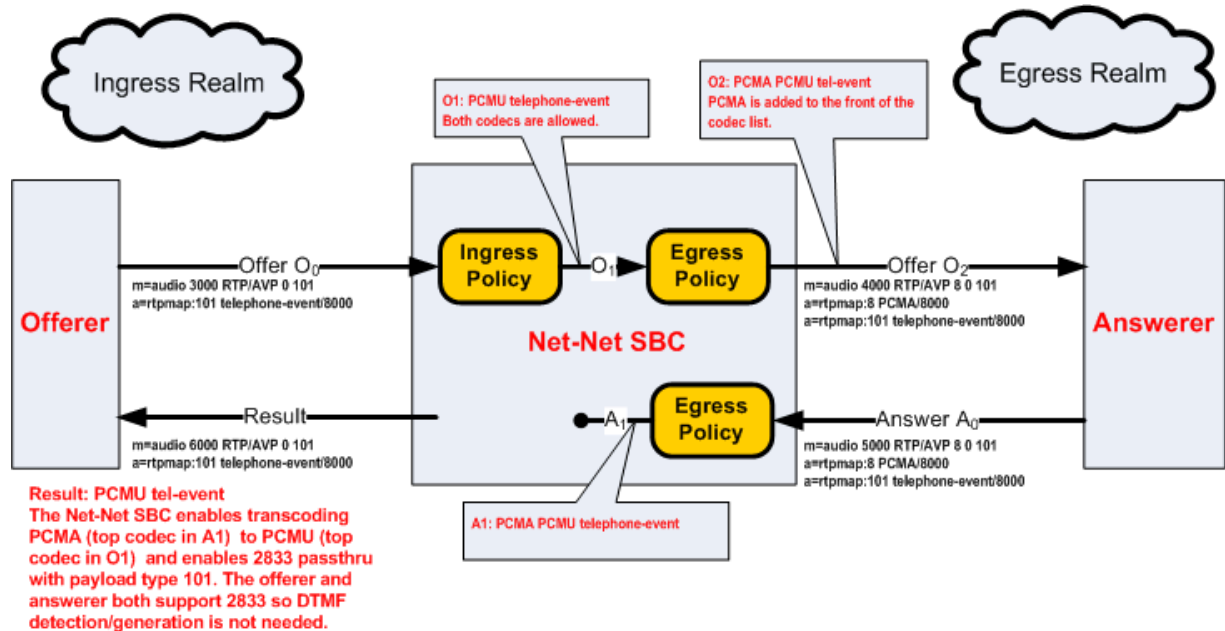 Ingress Realm
Egress Realm
O1: PCMU telephone-event
Both codecs are allowed.
O2: PCMA PCMU tel-event
PCMA is added to the front of the
codec list.
Offerer
Offer O0
m=audio 3000 RTP/AVP 0 101
a=rtpmap:101 telephone-event/8000
Ingress
Policy
O1
Egress
Policy
Offer O2
m=audio 4000 RTP/AVP 8 0 101
a=rtpmap:8 PCMA/8000
a=rtpmap:101 telephone-event/8000
Answerer
Net-Net SBC
Result
m=audio 6000 RTP/AVP 0 101
a=rtpmap:101 telephone-event/8000
A1
Egress
Policy
Answer A0
m=audio 5000 RTP/AVP 8 0 101
a=rtpmap:8 PCMA/8000
a=rtpmap:101 telephone-event/8000
Result: PCMU tel-event
The Net-Net SBC enables transcoding
PCMA (top codec in A1) to PCMU (top
codec in O1) and enables 2833 passthru
with payload type 101. The offerer and
answerer both support 2833 so DTMF
detection/generation is not needed.
A1: PCMA PCMU telephone-event